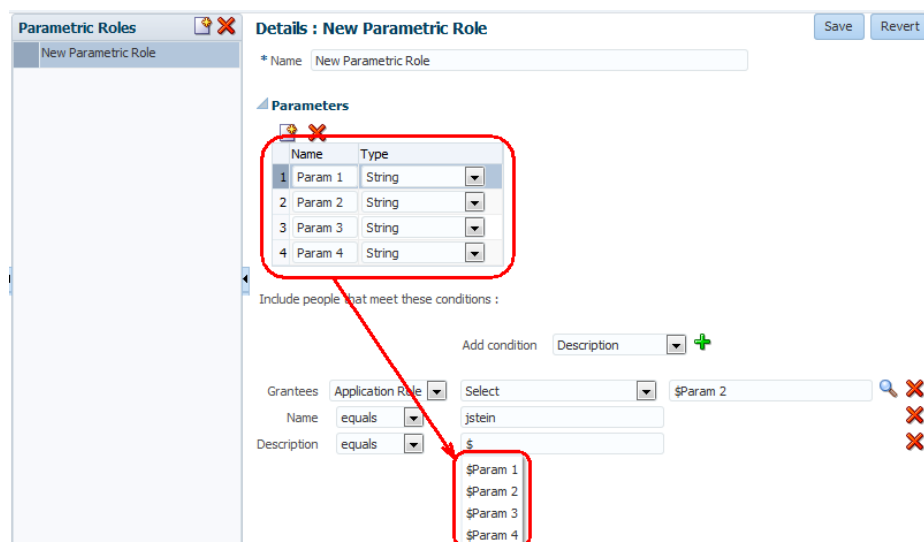 Parametric Roles
New Parametric Role
Details : New Parametric Role
Save
Revert
* Name New Parametric Role
Parameters
Name Type
1 Param 1 String
2 Param 2 String
3 Param 3 String
4 Param 4 String
Include people that meet these conditions :
Add condition Description
Grantees Application Role Select $Param 2
Name equals jstein
Description equals $
$Param 1
$Param 2
$Param 3
$Param 4